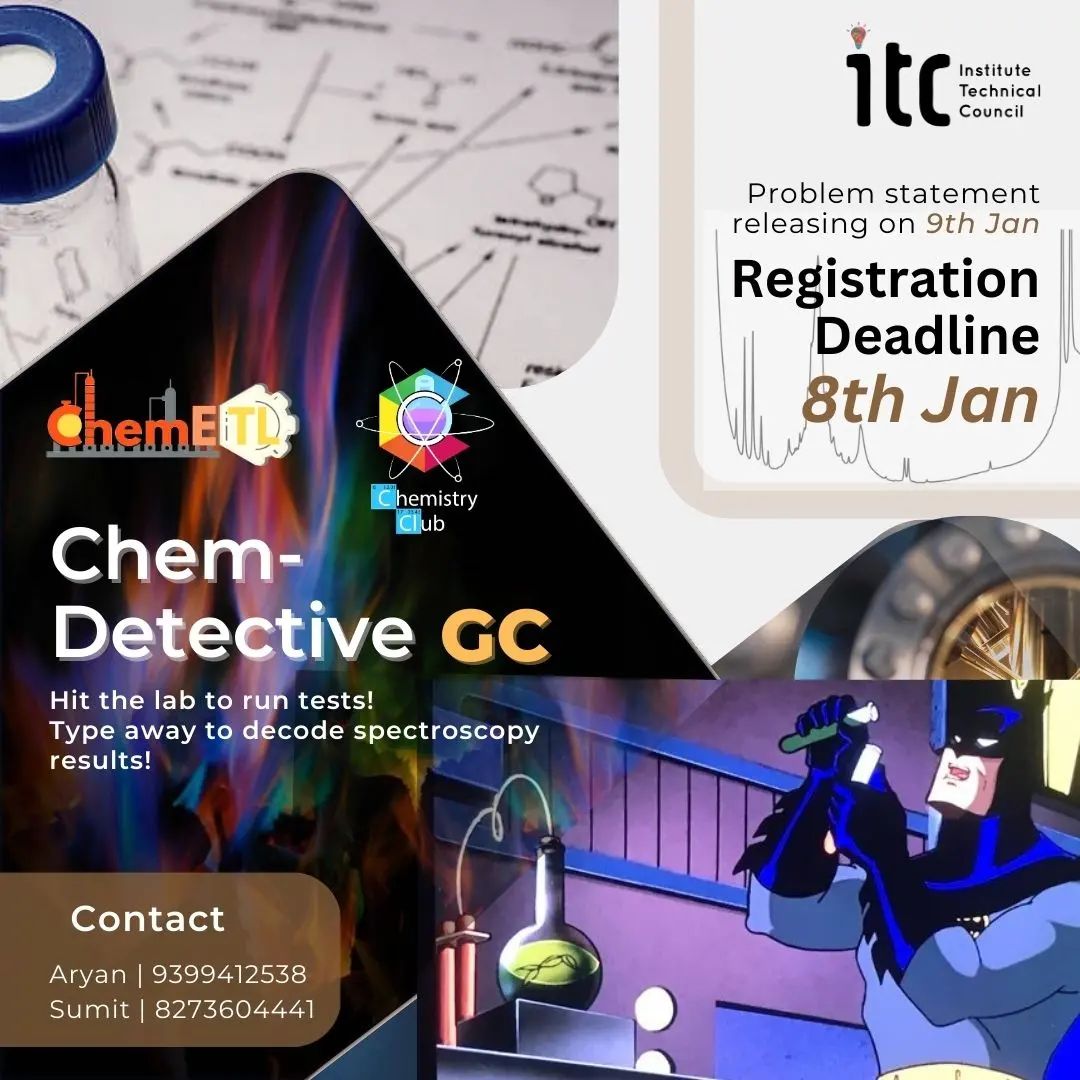 itc
Institute
Technical
Council
Problem statement
releasing on 9th Jan
Registration
Deadline
8th Jan
ChemE ITL
Chemistry
Club
Chem-
Detective GC
Hit the lab to run tests!
Type away to decode spectroscopy
results!
Contact
Aryan | 9399412538
Sumit | 8273604441